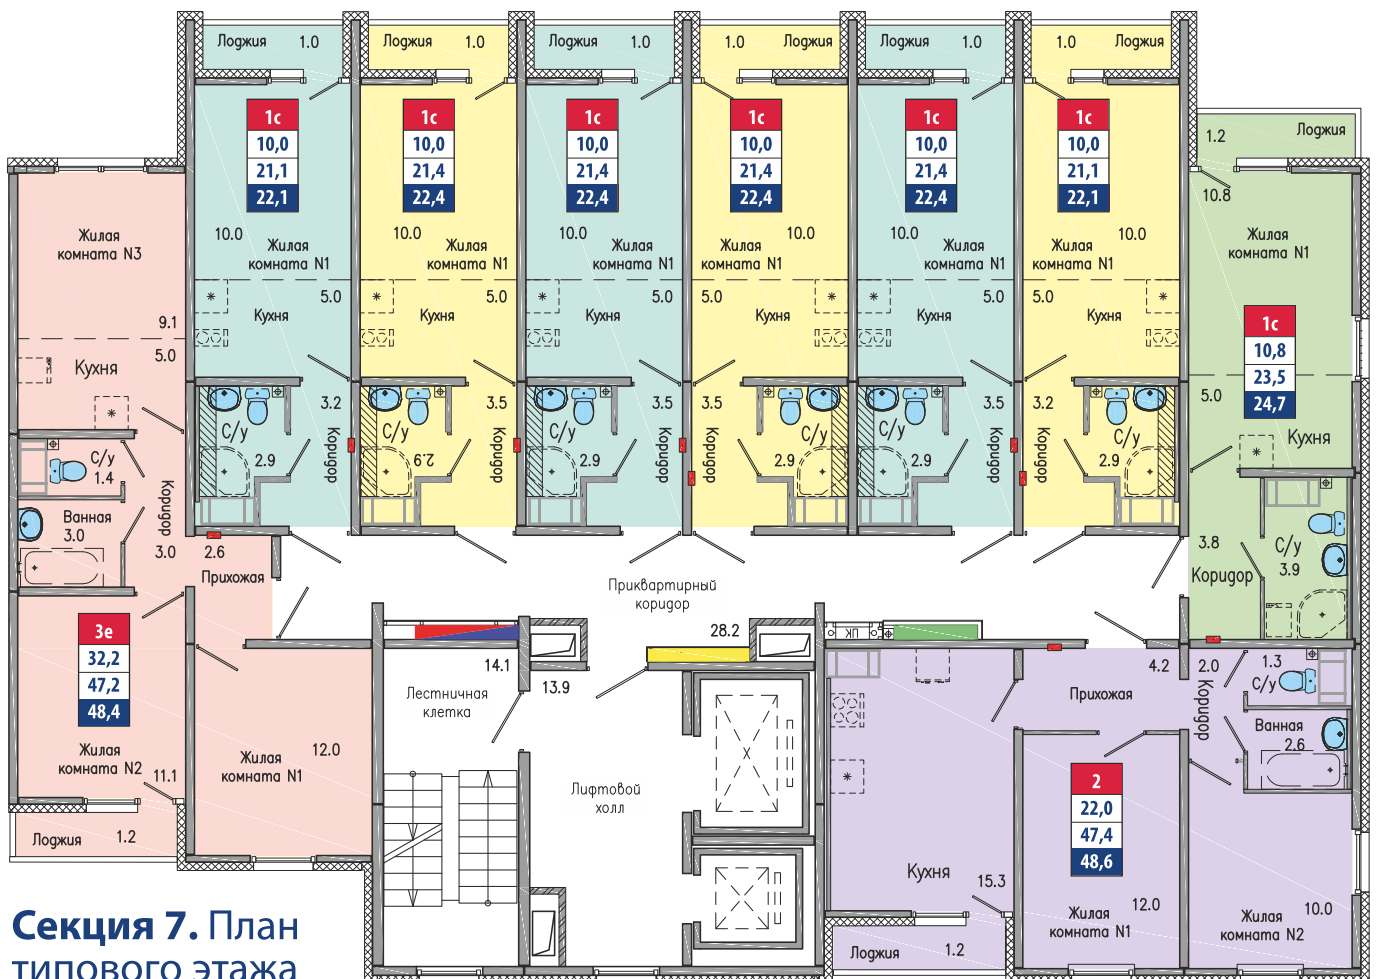 Лоджия 1.0
Лоджия 1.0
Лоджия 1.0
1.0 Лоджия
Лоджия 1.0
1.0 Лоджия
1с
10,0
21,1
22,1
10.0
Жилая
комната N1
5.0
Кухня
3.2
С/у
2.9
Коридор
1с
10,0
21,4
22,4
10.0
Жилая
комната N1
5.0
Кухня
3.5
С/у
2.9
Коридор
1с
10,0
21,4
22,4
10.0
Жилая
комната N1
5.0
Кухня
3.5
С/у
2.9
Коридор
1с
10,0
21,4
22,4
10.0
Жилая
комната N1
5.0
Кухня
3.5
С/у
2.9
Коридор
1с
10,0
21,4
22,4
10.0
Жилая
комната N1
5.0
Кухня
3.5
С/у
2.9
Коридор
1с
10,0
21,1
22,1
10.0
Жилая
комната N1
5.0
Кухня
3.2
С/у
2.9
Коридор
1.2 Лоджия
10.8
Жилая
комната N1
1с
10,8
23,5
24,7
5.0
Кухня
3.8
Коридор
С/у
3.9
Жилая
комната N3
9.1
5.0
Кухня
С/у
1.4
Ванная
3.0
Коридор
3.0
2.6
Прихожая
3е
32,2
47,2
48,4
Жилая
комната N2
11.1
Лоджия 1.2
Жилая
комната N1
12.0
Приквартирный
коридор
28.2
ПК
14.1
Лестничная
клетка
13.9
Лифтовой
холл
4.2
Прихожая
2.0
Коридор
1.3
С/у
Ванная
2.6
2
22,0
47,4
48,6
Кухня
15.3
Лоджия 1.2
12.0
Жилая
комната N1
10.0
Жилая
комната N2
Секция 7. План
типового этажа